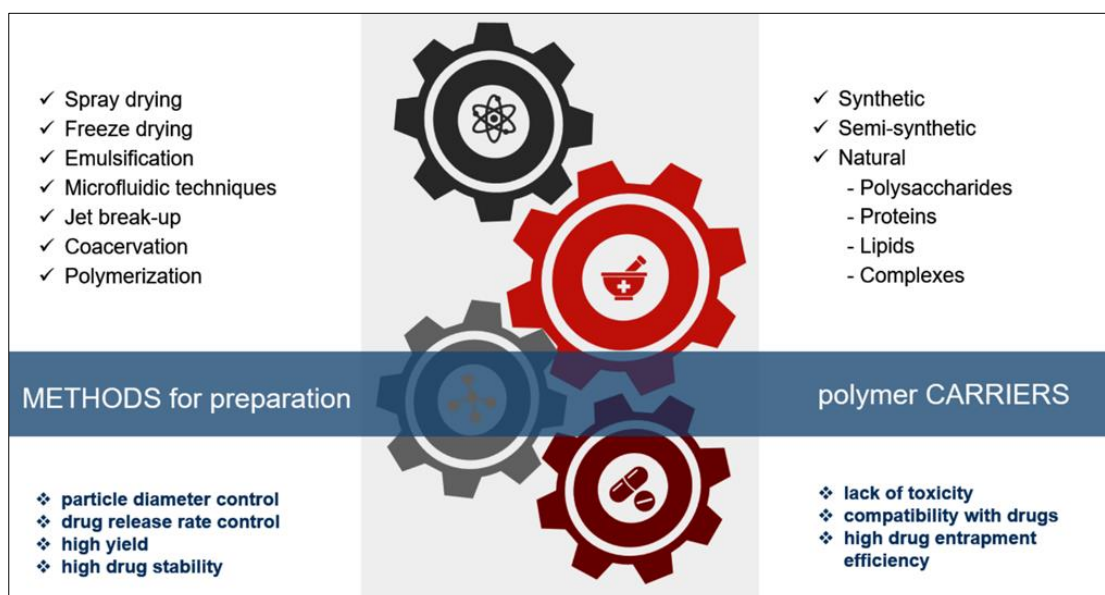 ✓ Spray drying
✓ Freeze drying
✓ Emulsification
✓ Microfluidic techniques
✓ Jet break-up
✓ Coacervation
✓ Polymerization
METHODS for preparation
❖ particle diameter control
❖ drug release rate control
❖ high yield
❖ high drug stability
✓ Synthetic
✓ Semi-synthetic
✓ Natural
- Polysaccharides
- Proteins
- Lipids
- Complexes
polymer CARRIERS
❖ lack of toxicity
❖ compatibility with drugs
❖ high drug entrapment
efficiency